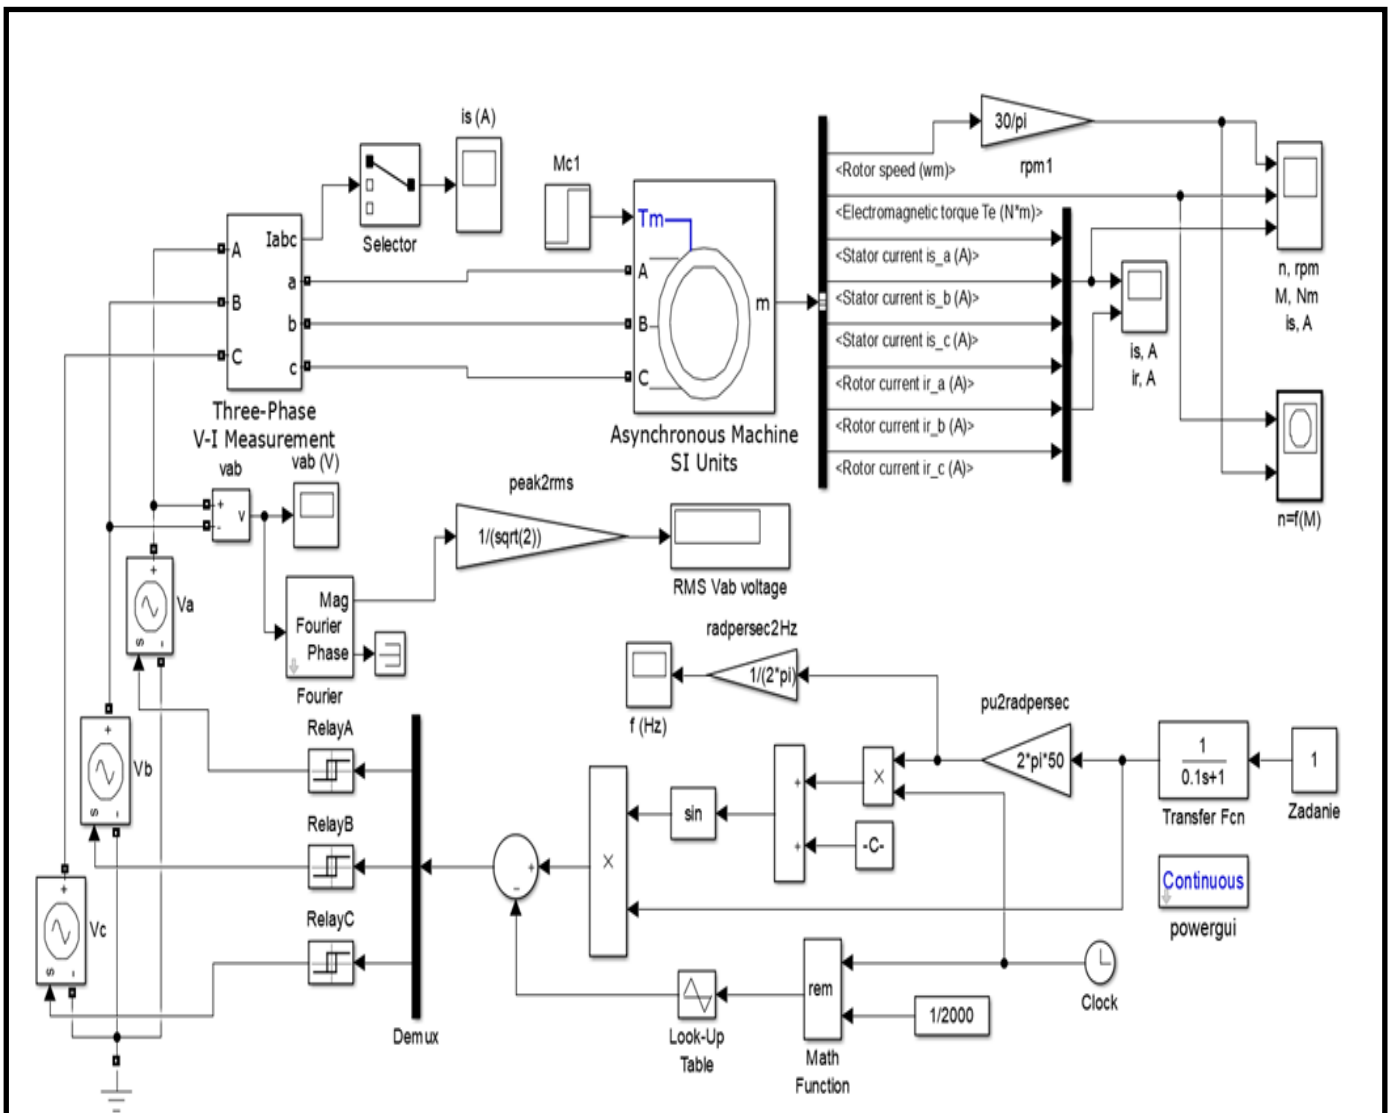 is (A)
Mc1
30/pi
rpm1
<Rotor speed (wm)>
<Electromagnetic torque Te (N*m)>
<Stator current is_a (A)>
<Stator current is_b (A)>
<Stator current is_c (A)>
<Rotor current ir_a (A)>
<Rotor current ir_b (A)>
<Rotor current ir_c (A)>
n, rpm
M, Nm
is, A
is, A
ir, A
n=f(M)
Selector
Iabc
A
B
C
a
b
c
Three-Phase
V-I Measurement
Tm
A
B
C
m
Asynchronous Machine
SI Units
vab
+
-
v
vab (V)
peak2rms
1/(sqrt(2))
RMS Vab voltage
Mag
Fourier
Phase
Fourier
+
s
-
Va
+
s
-
Vb
+
s
-
Vc
RelayA
RelayB
RelayC
Demux
radpersec2Hz
1/(2*pi)
f (Hz)
pu2radpersec
2*pi*50
1
0.1s+1
Transfer Fcn
1
Zadanie
×
+
+
-C-
sin
×
+
-
Continuous
powergui
rem
Math
Function
1/2000
Clock
Look-Up
Table